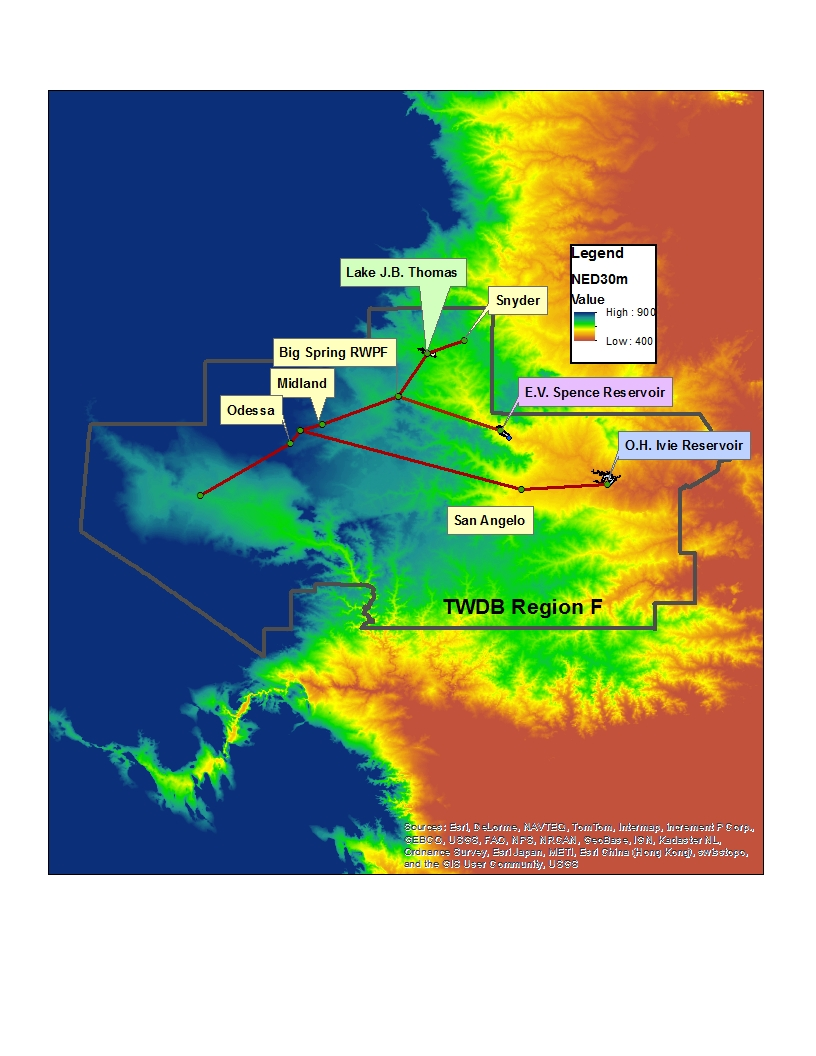 Legend
NED30m
Value
High : 900
Low : 400
Lake J.B. Thomas
Snyder
Big Spring RWPF
Midland
Odessa
E.V. Spence Reservoir
O.H. Ivie Reservoir
San Angelo
TWDB Region F
Sources: Esri, DeLorme, NAVTEQ, TomTom, Intermap, increment P Corp.,
GEBCO, USGS, FAO, NPS, NRCAN, GeoBase, IGN, Kadaster NL,
Ordnance Survey, Esri Japan, METI, Esri China (Hong Kong), swisstopo,
and the GIS User Community, USGS